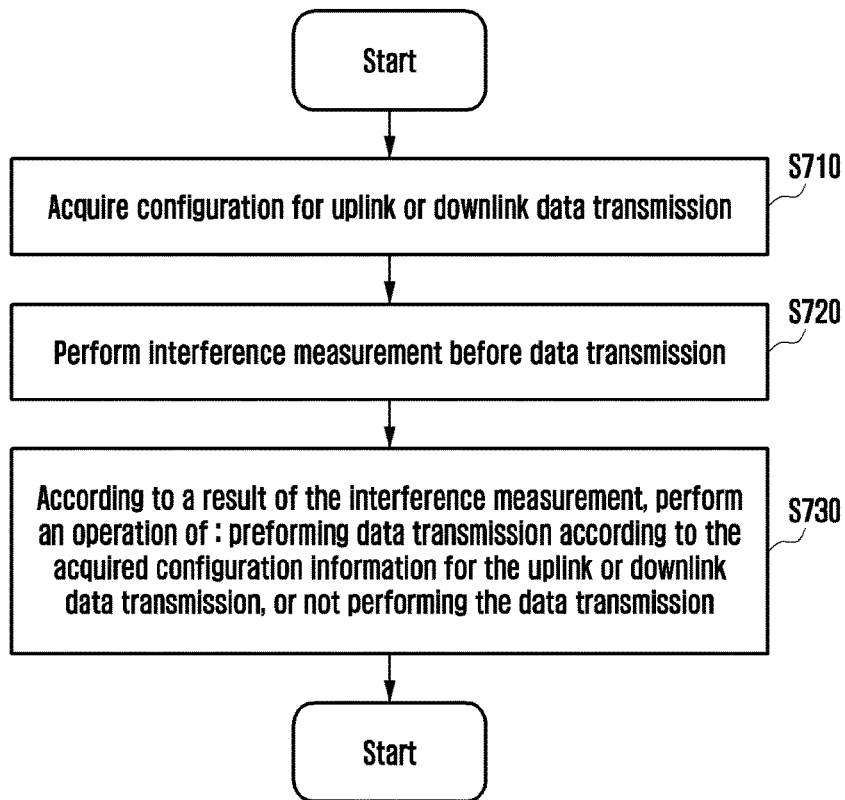 Start
S710
Acquire configuration for uplink or downlink data transmission
S720
Perform interference measurement before data transmission
S730
According to a result of the interference measurement, perform
an operation of : preforming data transmission according to the
acquired configuration information for the uplink or downlink
data transmission, or not performing the data transmission
Start